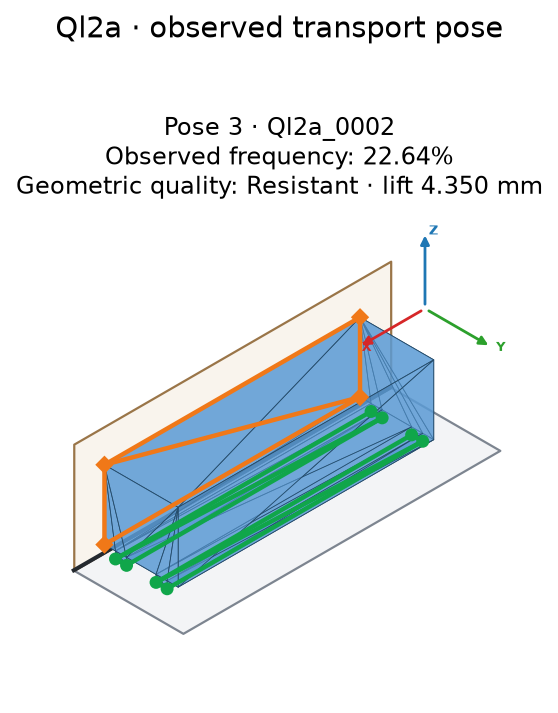 Ql2a · observed transport pose
Pose 3 · Ql2a_0002
Observed frequency: 22.64%
Geometric quality: Resistant · lift 4.350 mm
Z
X
Y